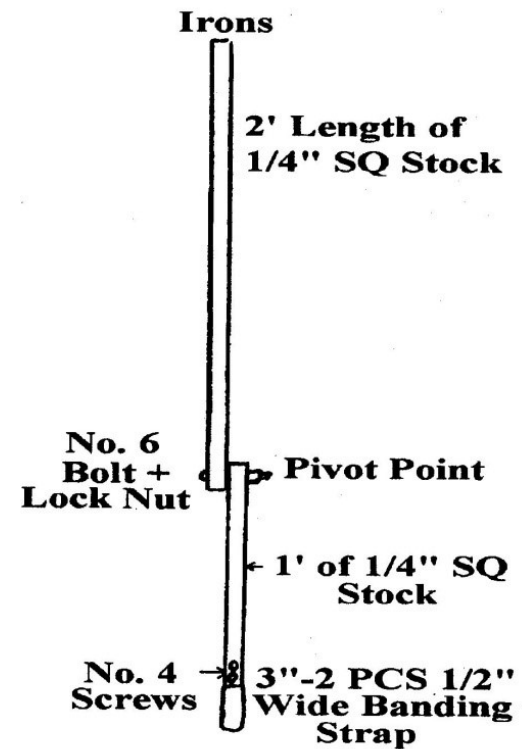 Irons
2' Length of
1/4" SQ Stock
No. 6
Bolt +
Lock Nut
Pivot Point
1' of 1/4" SQ
Stock
No. 4
Screws
3"-2 PCS 1/2"
Wide Banding
Strap